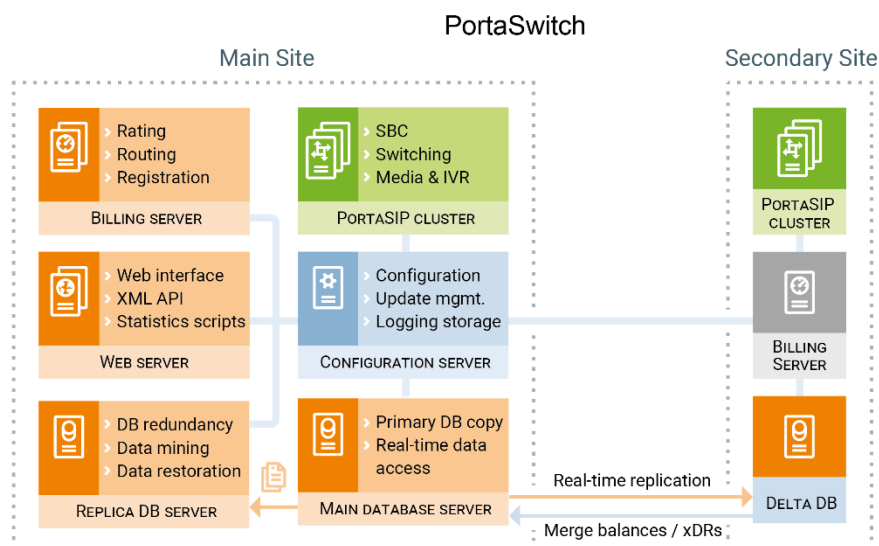 PortaSwitch
Main Site
Secondary Site
Rating
Routing
Registration
BILLING SERVER
SBC
Switching
Media & IVR
PORTASIP CLUSTER
PORTASIP
CLUSTER
Web interface
XML API
Statistics scripts
WEB SERVER
Configuration
Update mgmt.
Logging storage
CONFIGURATION SERVER
BILLING
SERVER
DB redundancy
Data mining
Data restoration
REPLICA DB SERVER
Primary DB copy
Real-time data
access
MAIN DATABASE SERVER
Real-time replication
Merge balances / xDRs
DELTA DB